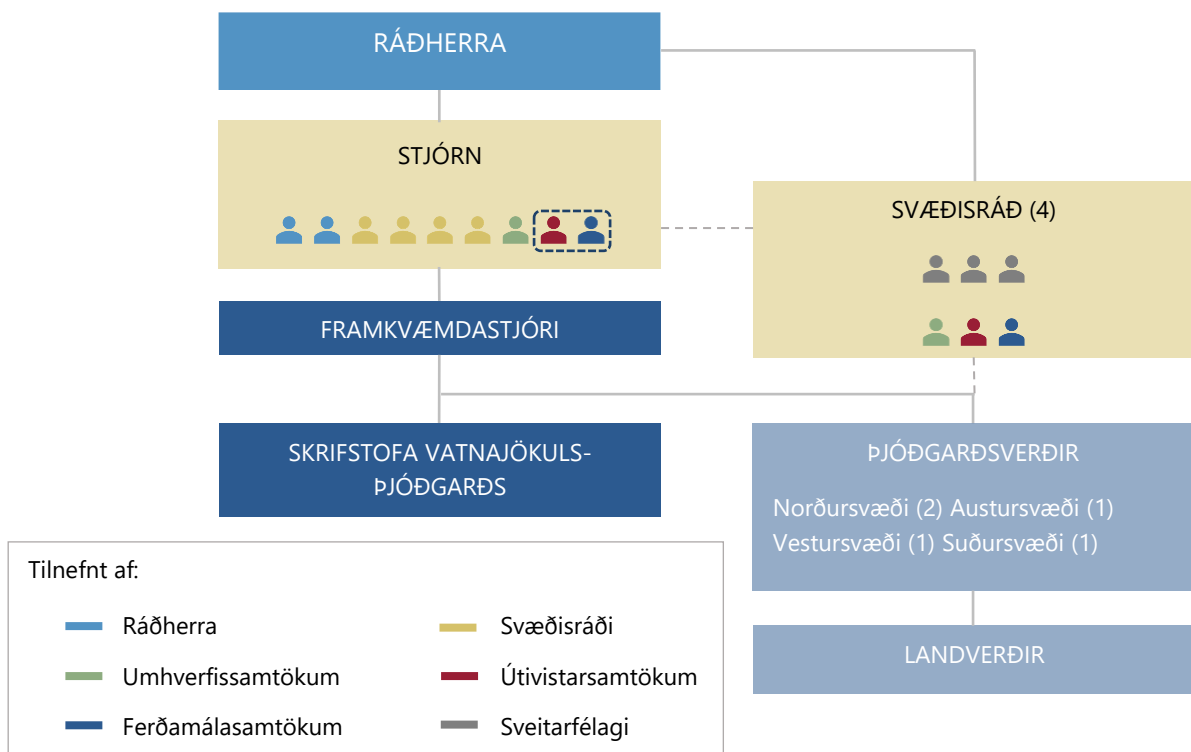 RÁÐHERRA
STJÓRN
SVÆÐISRÁÐ (4)
FRAMKVÆMDASTJÓRI
SKRIFSTOFA VATNAJÖKULS-
ÞJÓÐGARÐS
ÞJÓÐGARÐSVERÐIR
Norðursvæði (2) Austursvæði (1)
Vestursvæði (1) Suðursvæði (1)
LANDVERÐIR
Tilnefnt af:
Ráðherra
Svæðisráði
Umhverfissamtökum
Útivistarsamtökum
Ferðamálasamtökum
Sveitarfélagi